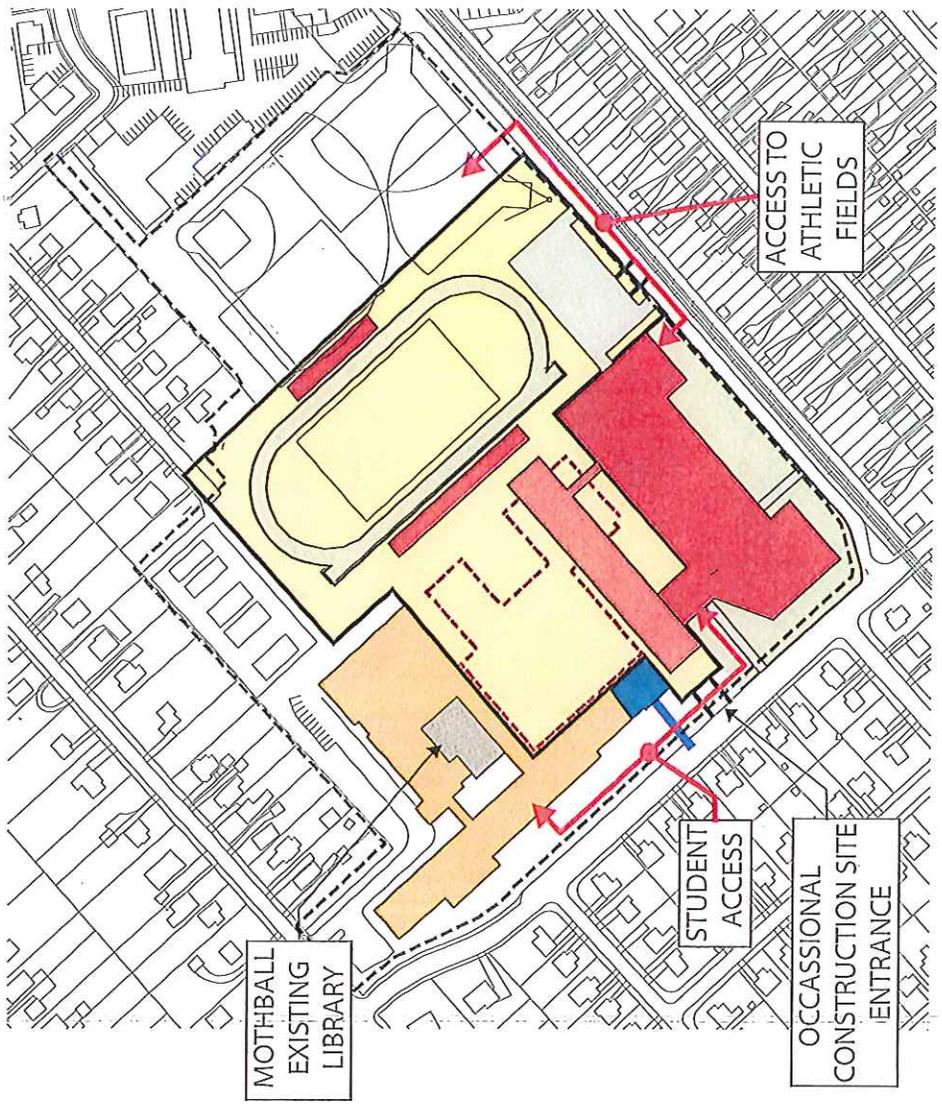 MOTHBALL
EXISTING
LIBRARY
STUDENT
ACCESS
OCCASSIONAL
CONSTRUCTION SITE
ENTRANCE
ACCESS TO
ATHLETIC
FIELDS